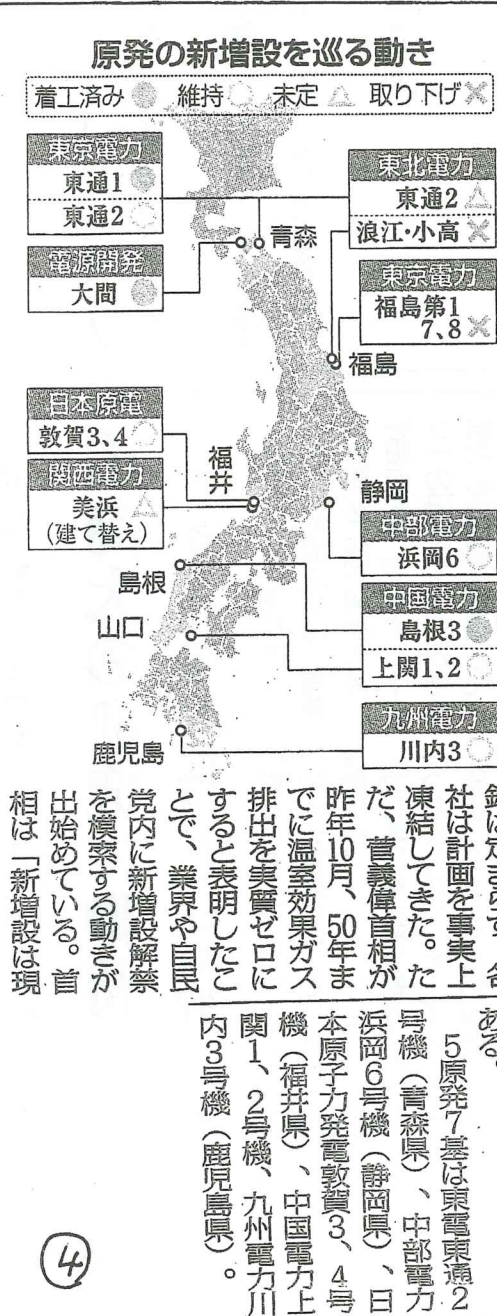 原発の新増設を巡る動き
着工済み● 維持○ 未定△ 取り下げ×
東京電力
東通1●
東通2○
電源開発
大間●
東北電力
東通2△
浪江・小高×
東京電力
福島第1
7、8×
青森
福島
日本原電
敦賀3、4○
関西電力
美浜△
(建て替え)
福井
静岡
中部電力
浜岡6○
島根
山口
中国電力
島根3●
上関1、2○
九州電力
川内3○
鹿児島
社は計画を事実上
凍結してきた。た
だ、菅義偉首相が
昨年10月、50年ま
でに温室効果ガス
排出を実質ゼロに
すると表明したこ
とで、業界や自民
党内に新増設解禁
を模索する動きが
出始めている。首
相は「新増設は現
ある。
5原発7基は東電東通2
号機(青森県)、中部電力
浜岡6号機(静岡県)、日
本原子力発電敦賀3、4号
機(福井県)、中国電力上
関1、2号機、九州電力川
内3号機(鹿児島県)。
④